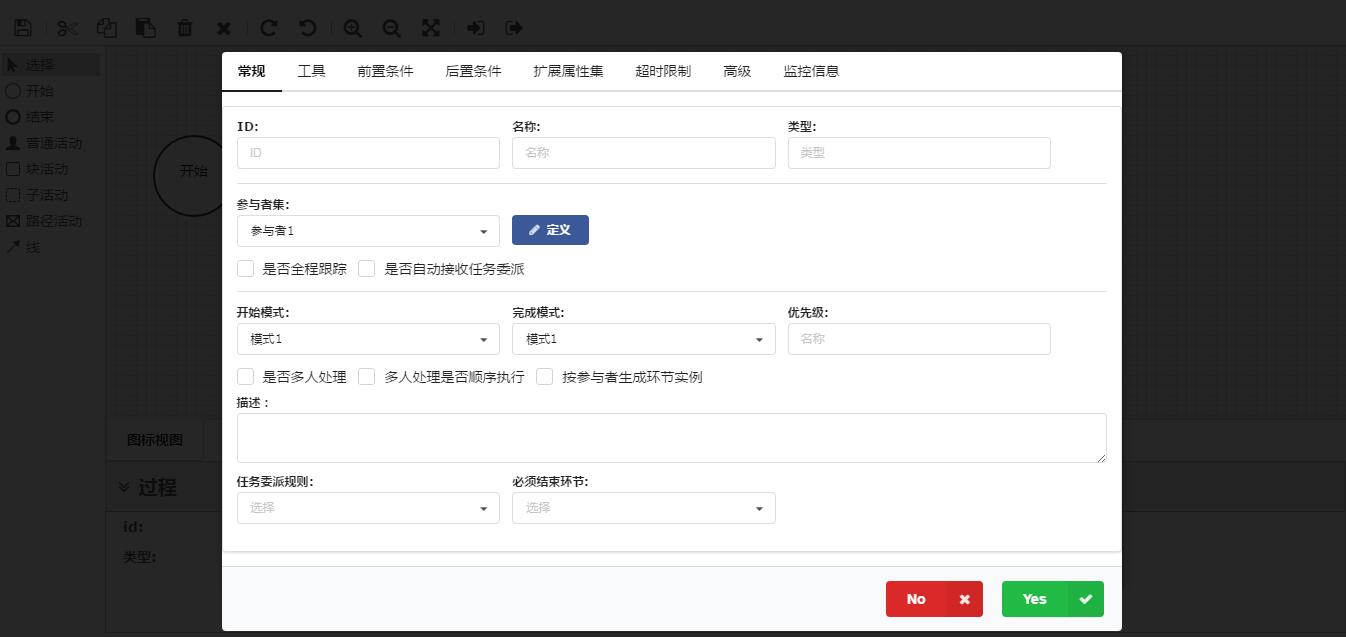 选择
开始
结束
普通活动
块活动
子活动
路径活动
线
开始
图标视图
过程
id:
类型:
常规 工具 前置条件 后置条件 扩展属性集 超时限制 高级 监控信息
ID: 名称: 类型:
ID 名称 类型
参与者集:
参与者1 定义
是否全程跟踪 是否自动接收任务委派
开始模式: 完成模式: 优先级:
模式1 模式1 名称
是否多人处理 多人处理是否顺序执行 按参与者生成环节实例
描述：
任务委派规则: 必须结束环节:
选择 选择
No Yes